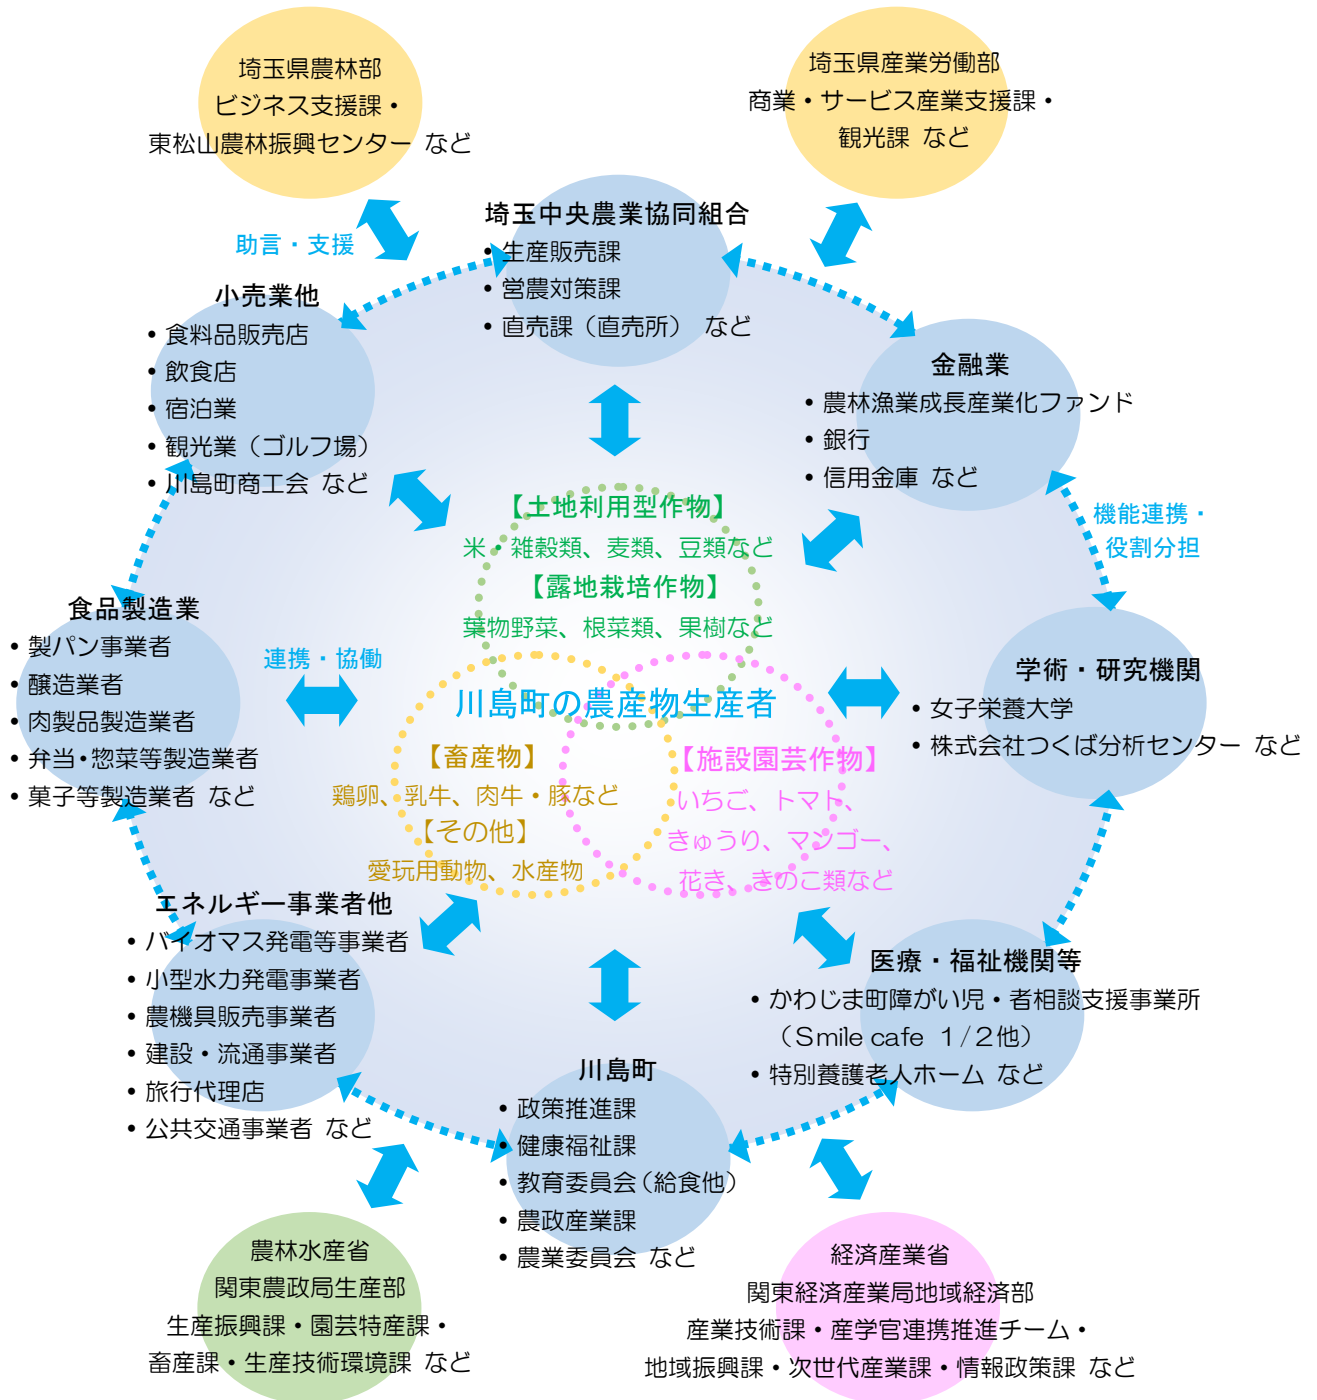 埼玉県農林部
ビジネス支援課・
東松山農林振興センター など
埼玉県産業労働部
商業・サービス産業支援課・
観光課 など
助言・支援
埼玉中央農業協同組合
• 生産販売課
• 営農対策課
• 直売課（直売所） など
小売業他
• 食料品販売店
• 飲食店
• 宿泊業
• 観光業（ゴルフ場）
• 川島町商工会 など
金融業
• 農林漁業成長産業化ファンド
• 銀行
• 信用金庫 など
機能連携・
役割分担
【土地利用型作物】
米・雑穀類、麦類、豆類など
【露地栽培作物】
葉物野菜、根菜類、果樹など
食品製造業
• 製パン事業者
• 醸造業者
• 肉製品製造業者
• 弁当・惣菜等製造業者
• 菓子等製造業者 など
連携・協働
川島町の農産物生産者
学術・研究機関
• 女子栄養大学
• 株式会社つくば分析センター など
【畜産物】
鶏卵、乳牛、肉牛・豚など
【その他】
愛玩用動物、水産物
【施設園芸作物】
いちご、トマト、
きゅうり、マンゴー、
花き、きのこ類など
エネルギー事業者他
• バイオマス発電等事業者
• 小型水力発電事業者
• 農機具販売事業者
• 建設・流通事業者
• 旅行代理店
• 公共交通事業者 など
医療・福祉機関等
• かわじま町障がい児・者相談支援事業所
（Smile cafe 1/2他）
• 特別養護老人ホーム など
川島町
• 政策推進課
• 健康福祉課
• 教育委員会（給食他）
• 農政産業課
• 農業委員会 など
農林水産省
関東農政局生産部
生産振興課・園芸特産課・
畜産課・生産技術環境課 など
経済産業省
関東経済産業局地域経済部
産業技術課・産学官連携推進チーム・
地域振興課・次世代産業課・情報政策課 など